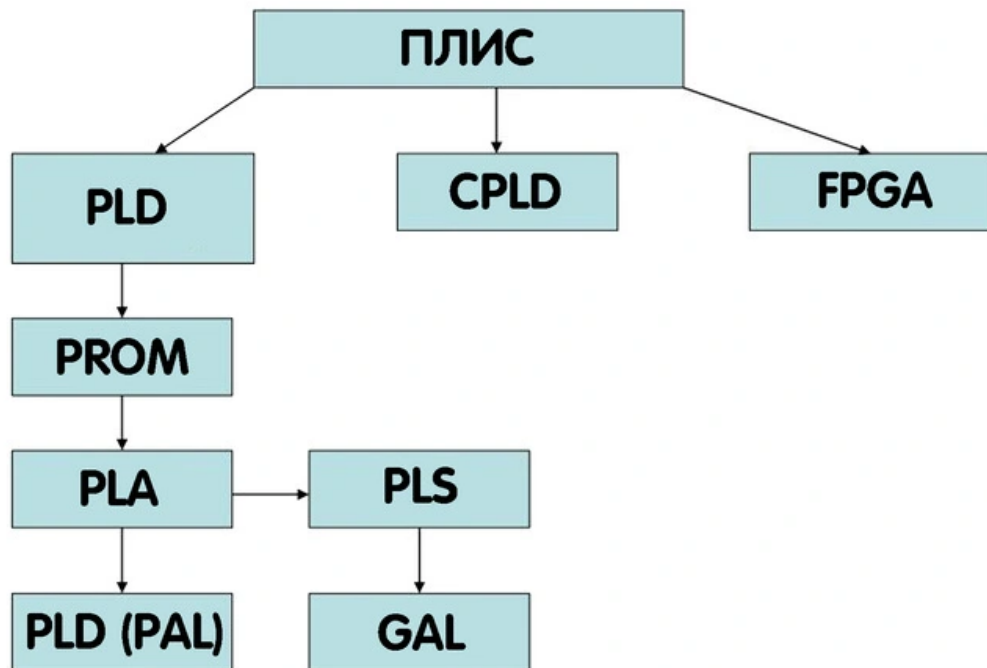 ПЛИС
PLD
CPLD
FPGA
PROM
PLA
PLS
PLD (PAL)
GAL